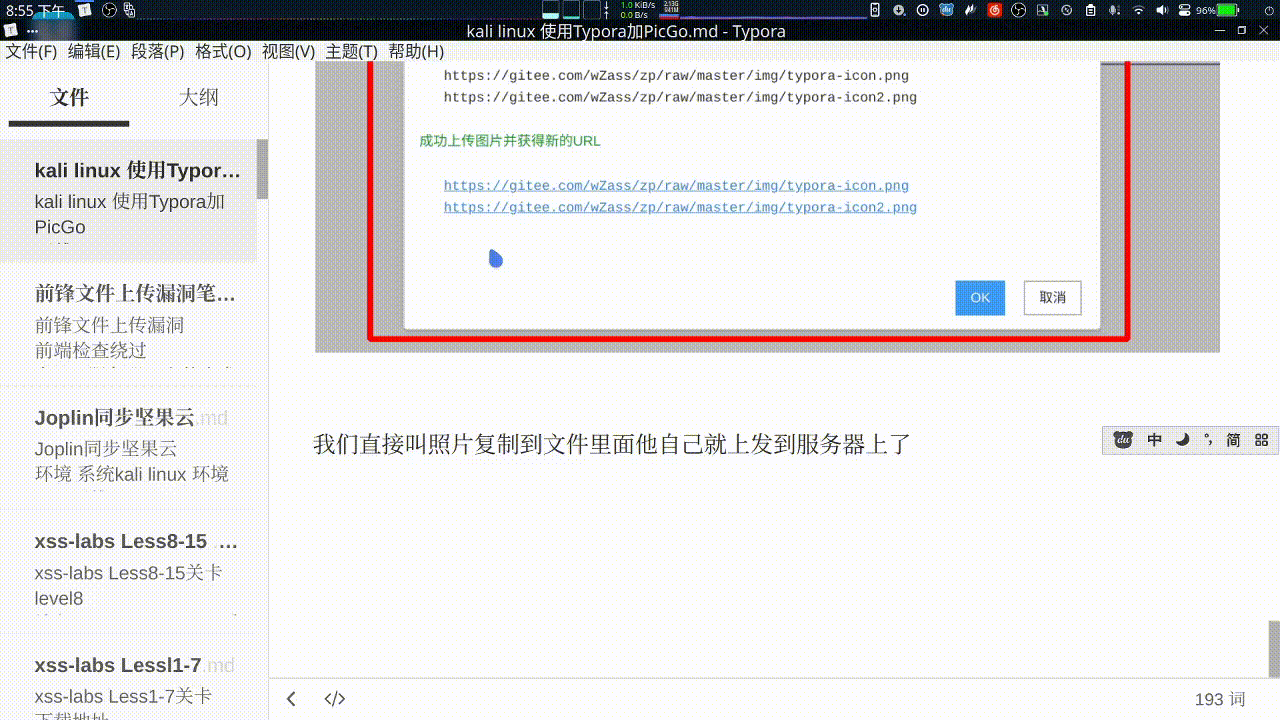 8:55 下午
1.0 KiB/s
0.0 B/s
96%
kali linux 使用Typora加PicGo.md - Typora
文件(F) 编辑(E) 段落(P) 格式(O) 视图(V) 主题(T) 帮助(H)
文件 大纲
kali linux 使用Typor…
kali linux 使用Typora加
PicGo
前锋文件上传漏洞笔…
前锋文件上传漏洞
前端检查绕过
Joplin同步坚果云.md
Joplin同步坚果云
环境 系统kali linux 环境
xss-labs Less8-15 …
xss-labs Less8-15关卡
level8
xss-labs Lessl1-7.md
xss-labs Less1-7关卡
下载地址
https://gitee.com/wZass/zp/raw/master/img/typora-icon.png
https://gitee.com/wZass/zp/raw/master/img/typora-icon2.png
成功上传图片并获得新的URL
https://gitee.com/wZass/zp/raw/master/img/typora-icon.png
https://gitee.com/wZass/zp/raw/master/img/typora-icon2.png
OK 取消
我们直接叫照片复制到文件里面他自己就上发到服务器上了
du 中 简
193 词